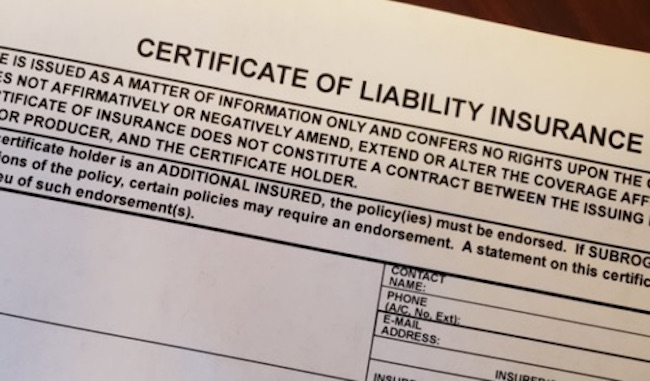 CERTIFICATE OF LIABILITY INSURANCE
E IS ISSUED AS A MATTER OF INFORMATION ONLY AND CONFERS NO RIGHTS UPON THE
ES NOT AFFIRMATIVELY OR NEGATIVELY AMEND, EXTEND OR ALTER THE COVERAGE AFF
TIFICATE OF INSURANCE DOES NOT CONSTITUTE A CONTRACT BETWEEN THE ISSUING
OR PRODUCER, AND THE CERTIFICATE HOLDER.
ertificate holder is an ADDITIONAL INSURED, the policy(ies) must be endorsed. If SUBROG
ions of the policy, certain policies may require an endorsement. A statement on this certific
eu of such endorsement(s).
CONTACT
NAME:
PHONE
(A/C, No, Ext):
E-MAIL
ADDRESS:
INSURER
INSURE